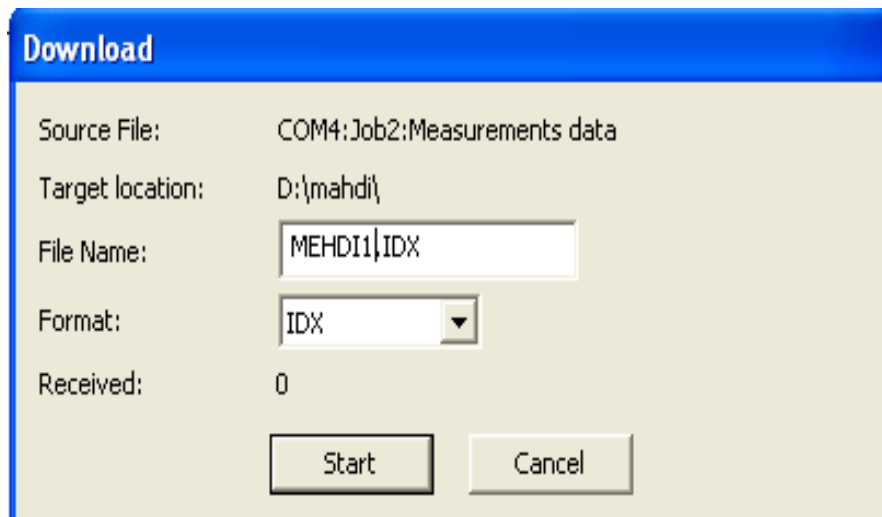 Download
Source File: COM4:Job2:Measurements data
Target location: D:\mahdi\
File Name: MEHDI1.IDX
Format: IDX
Received: 0
Start Cancel